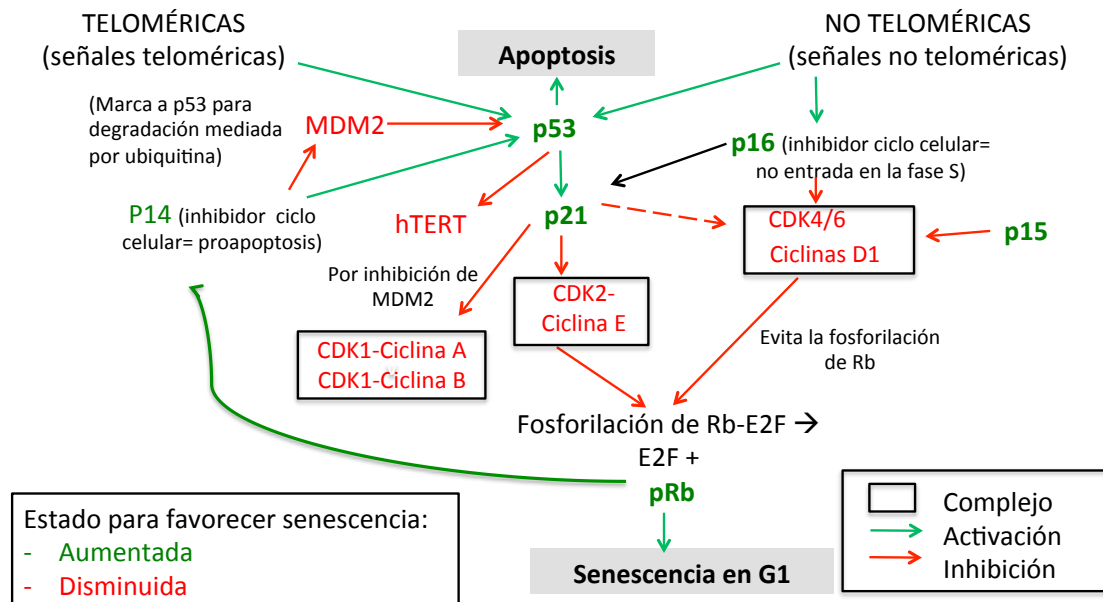 TELOMÉRICAS
(señales teloméricas)
NO TELOMÉRICAS
(señales no teloméricas)
Apoptosis
(Marca a p53 para
degradación mediada
por ubiquitina)
MDM2
p53
p16 (inhibidor ciclo celular=
no entrada en la fase S)
P14 (inhibidor ciclo
celular= proapoptosis)
hTERT
p21
CDK4/6
Ciclinas D1
p15
Por inhibición de
MDM2
CDK2-
Ciclina E
CDK1-Ciclina A
CDK1-Ciclina B
Evita la fosforilación
de Rb
Fosforilación de Rb-E2F →
E2F +
pRb
Senescencia en G1
Estado para favorecer senescencia:
- Aumentada
- Disminuida
Complejo
Activación
Inhibición